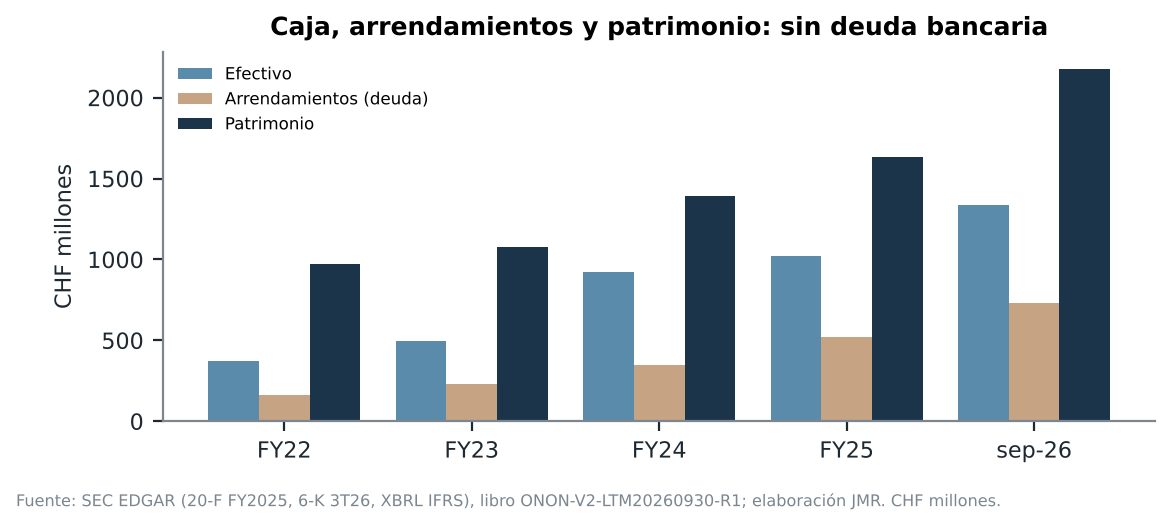 Caja, arrendamientos y patrimonio: sin deuda bancaria
Efectivo
Arrendamientos (deuda)
Patrimonio
CHF millones
2000
1500
1000
500
0
FY22
FY23
FY24
FY25
sep-26
Fuente: SEC EDGAR (20-F FY2025, 6-K 3T26, XBRL IFRS), libro ONON-V2-LTM20260930-R1; elaboración JMR. CHF millones.